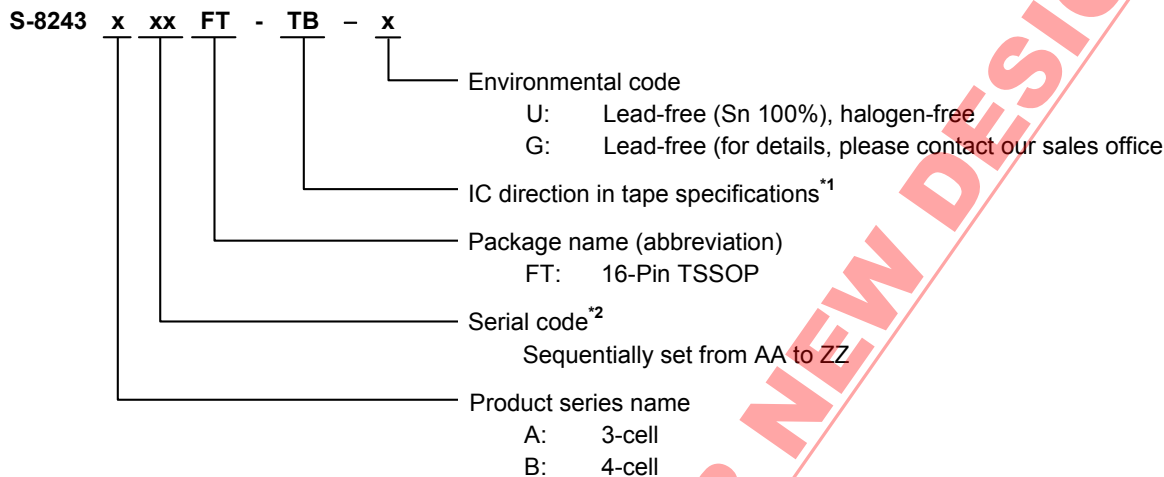 S-8243 x xx FT - TB – x
Environmental code
U: Lead-free (Sn 100%), halogen-free
G: Lead-free (for details, please contact our sales office
IC direction in tape specifications*1
Package name (abbreviation)
FT: 16-Pin TSSOP
Serial code*2
Sequentially set from AA to ZZ
Product series name
A: 3-cell
B: 4-cell
NEW DESIG